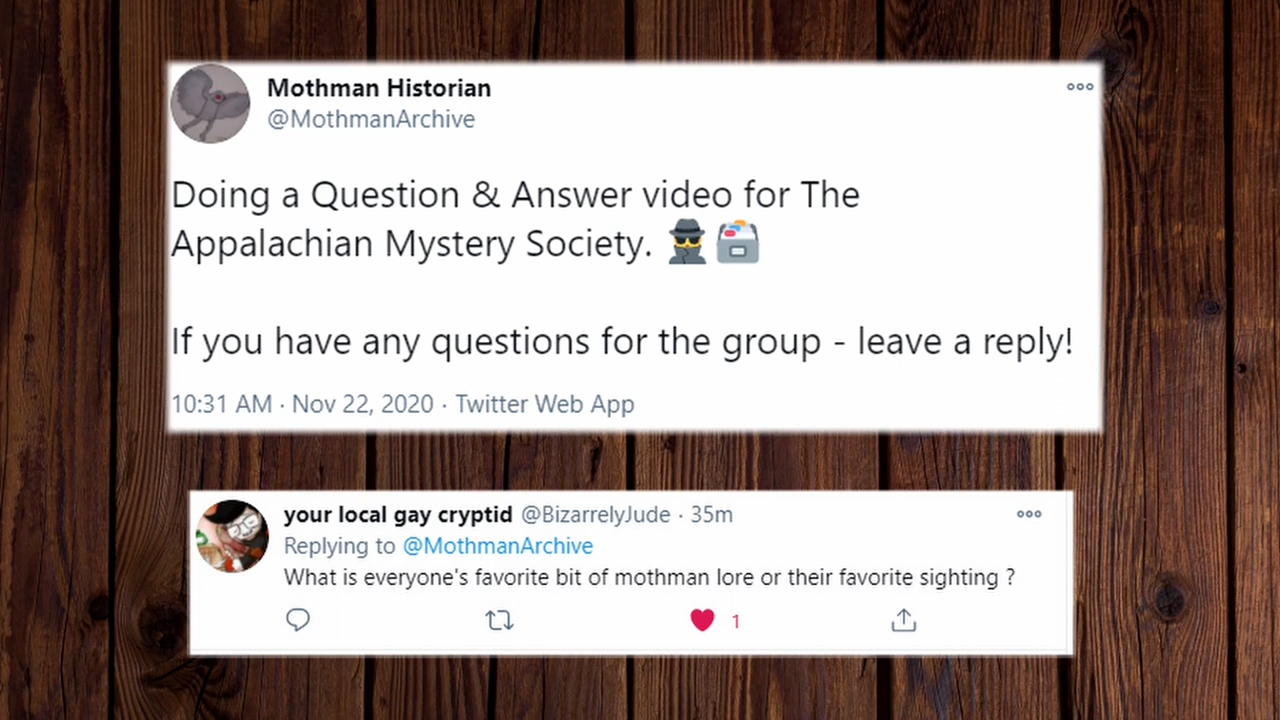 Mothman Historian
@MothmanArchive
Doing a Question & Answer video for The
Appalachian Mystery Society. 🕵️🗃️
If you have any questions for the group - leave a reply!
10:31 AM · Nov 22, 2020 · Twitter Web App
your local gay cryptid @BizarrelyJude · 35m
Replying to @MothmanArchive
What is everyone's favorite bit of mothman lore or their favorite sighting ?
1